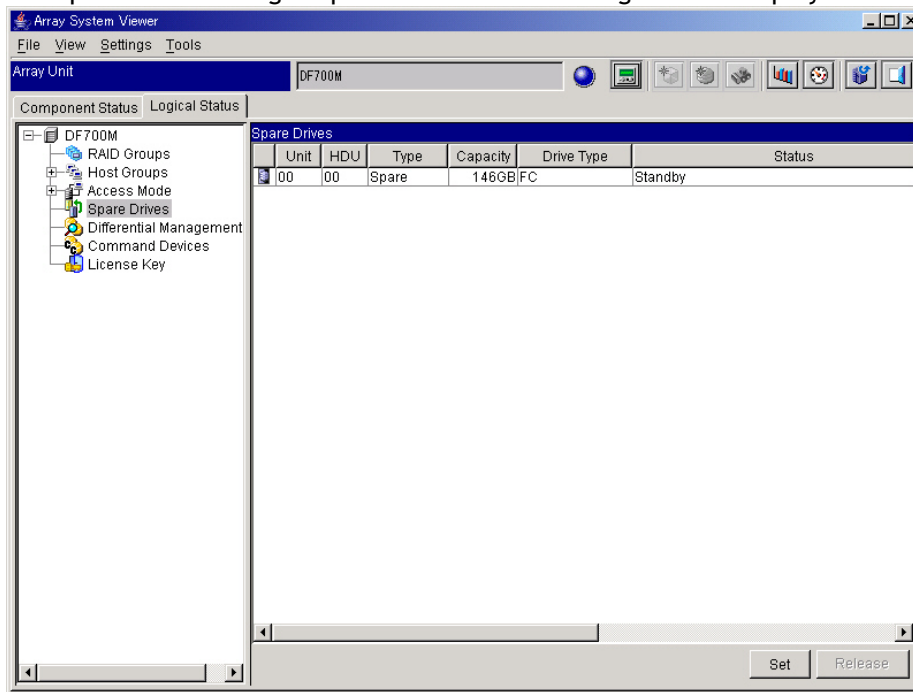 Array System Viewer
File View Settings Tools
Array Unit DF700M
Component Status Logical Status
DF700M
RAID Groups
Host Groups
Access Mode
Spare Drives
Differential Management
Command Devices
License Key
Spare Drives
Unit HDU Type Capacity Drive Type Status
00 00 Spare 146GB FC Standby
Set Release